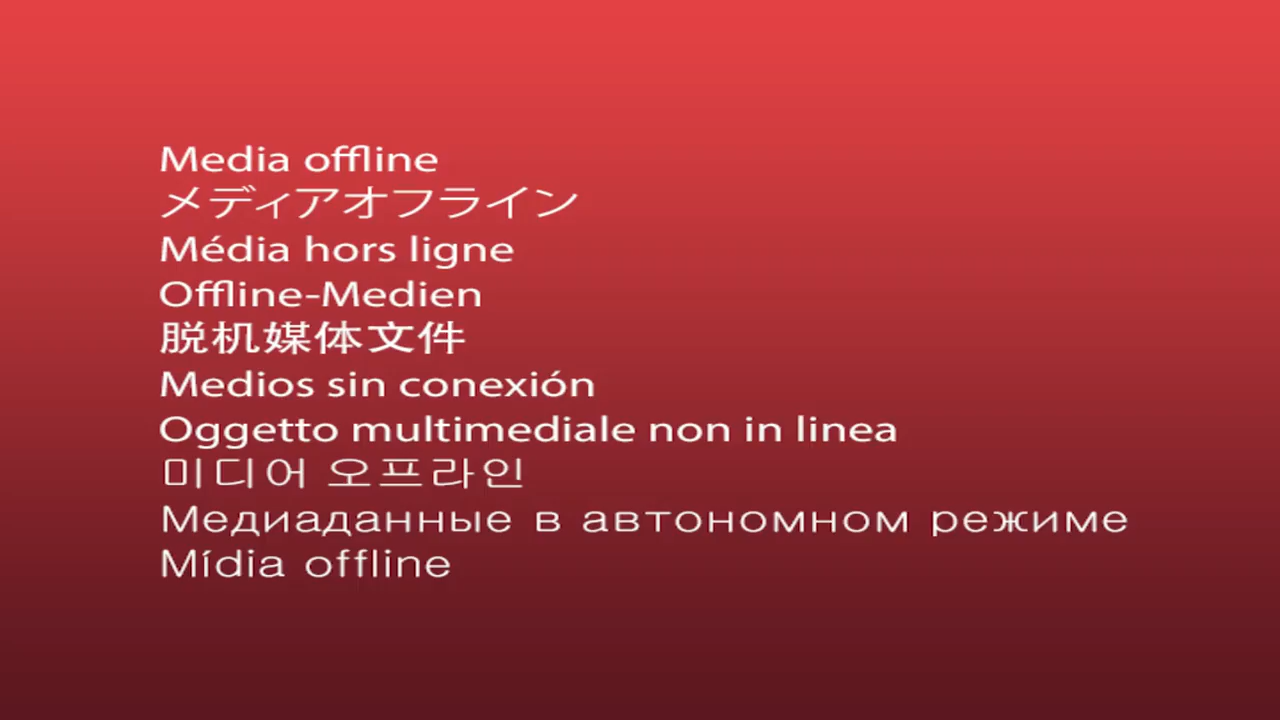 Media offline
メディアオフライン
Média hors ligne
Offline-Medien
脱机媒体文件
Medios sin conexión
Oggetto multimediale non in linea
미디어 오프라인
Медиаданные в автономном режиме
Mídia offline